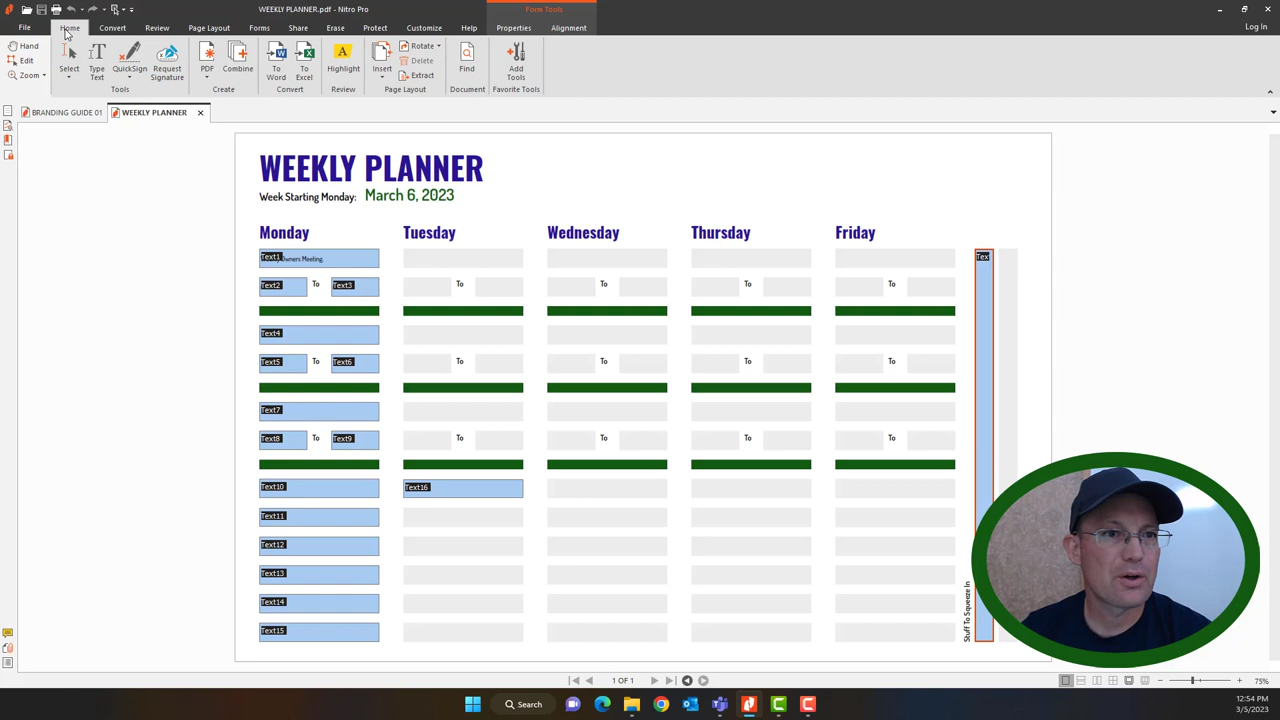 WEEKLY PLANNER.pdf - Nitro Pro
Form Tools
File Home Convert Review Page Layout Forms Share Erase Protect Customize Help Properties Alignment
Log In
Hand
Edit
Zoom
Select
Type Text
QuickSign
Request Signature
Tools
PDF
Combine
Create
To Word
To Excel
Convert
Highlight
Review
Insert
Rotate
Delete
Extract
Page Layout
Find
Document
Add Tools
Favorite Tools
BRANDING GUIDE 01 WEEKLY PLANNER
WEEKLY PLANNER
Week Starting Monday: March 6, 2023
Monday Tuesday Wednesday Thursday Friday
Text1 Owners Meeting Tex
Text2 To Text3 To To To To
Text4
Text5 To Text6 To To To To
Text7
Text8 To Text9 To To To To
Text10 Text16
Text11
Text12
Text13
Text14
Text15
Stuff To Squeeze In
1 OF 1
75%
Search
12:54 PM
3/5/2023